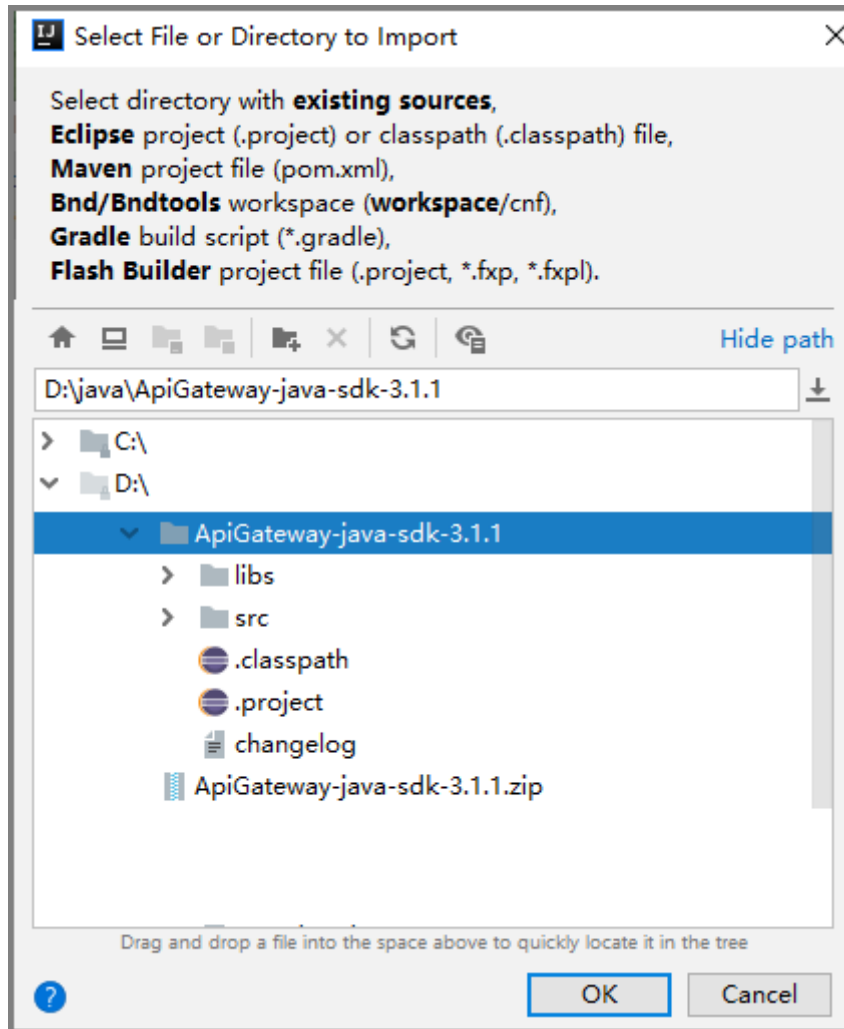 IJ
Select File or Directory to Import
Select directory with existing sources,
Eclipse project (.project) or classpath (.classpath) file,
Maven project file (pom.xml),
Bnd/Bndtools workspace (workspace/cnf),
Gradle build script (*.gradle),
Flash Builder project file (.project, *.fxp, *.fxpl).
Hide path
D:\java\ApiGateway-java-sdk-3.1.1
C:\
D:\
ApiGateway-java-sdk-3.1.1
libs
src
.classpath
.project
changelog
ApiGateway-java-sdk-3.1.1.zip
Drag and drop a file into the space above to quickly locate it in the tree
? OK Cancel